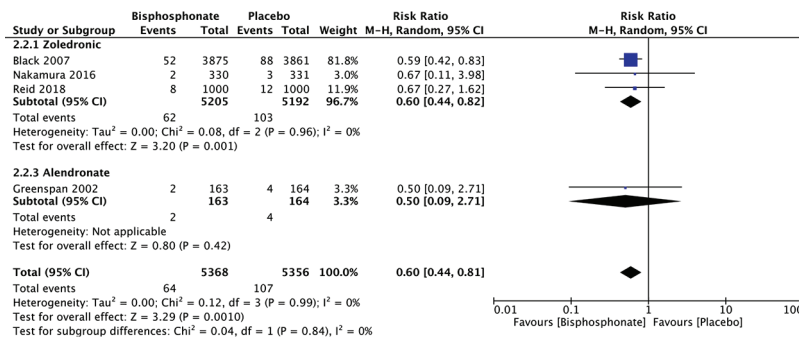 Bisphosphonate Placebo Risk Ratio Risk Ratio
Study or Subgroup Events Total Events Total Weight M-H, Random, 95% CI M-H, Random, 95% CI
2.2.1 Zoledronic
Black 2007 52 3875 88 3861 81.8% 0.59 [0.42, 0.83]
Nakamura 2016 2 330 3 331 3.0% 0.67 [0.11, 3.98]
Reid 2018 8 1000 12 1000 11.9% 0.67 [0.27, 1.62]
Subtotal (95% CI) 5205 5192 96.7% 0.60 [0.44, 0.82]
Total events 62 103
Heterogeneity: Tau² = 0.00; Chi² = 0.08, df = 2 (P = 0.96); I² = 0%
Test for overall effect: Z = 3.20 (P = 0.001)
2.2.3 Alendronate
Greenspan 2002 2 163 4 164 3.3% 0.50 [0.09, 2.71]
Subtotal (95% CI) 163 164 3.3% 0.50 [0.09, 2.71]
Total events 2 4
Heterogeneity: Not applicable
Test for overall effect: Z = 0.80 (P = 0.42)
Total (95% CI) 5368 5356 100.0% 0.60 [0.44, 0.81]
Total events 64 107
Heterogeneity: Tau² = 0.00; Chi² = 0.12, df = 3 (P = 0.99); I² = 0%
Test for overall effect: Z = 3.29 (P = 0.0010)
Test for subgroup differences: Chi² = 0.04, df = 1 (P = 0.84), I² = 0%
0.01 0.1 1 10 100
Favours [Bisphosphonate] Favours [Placebo]